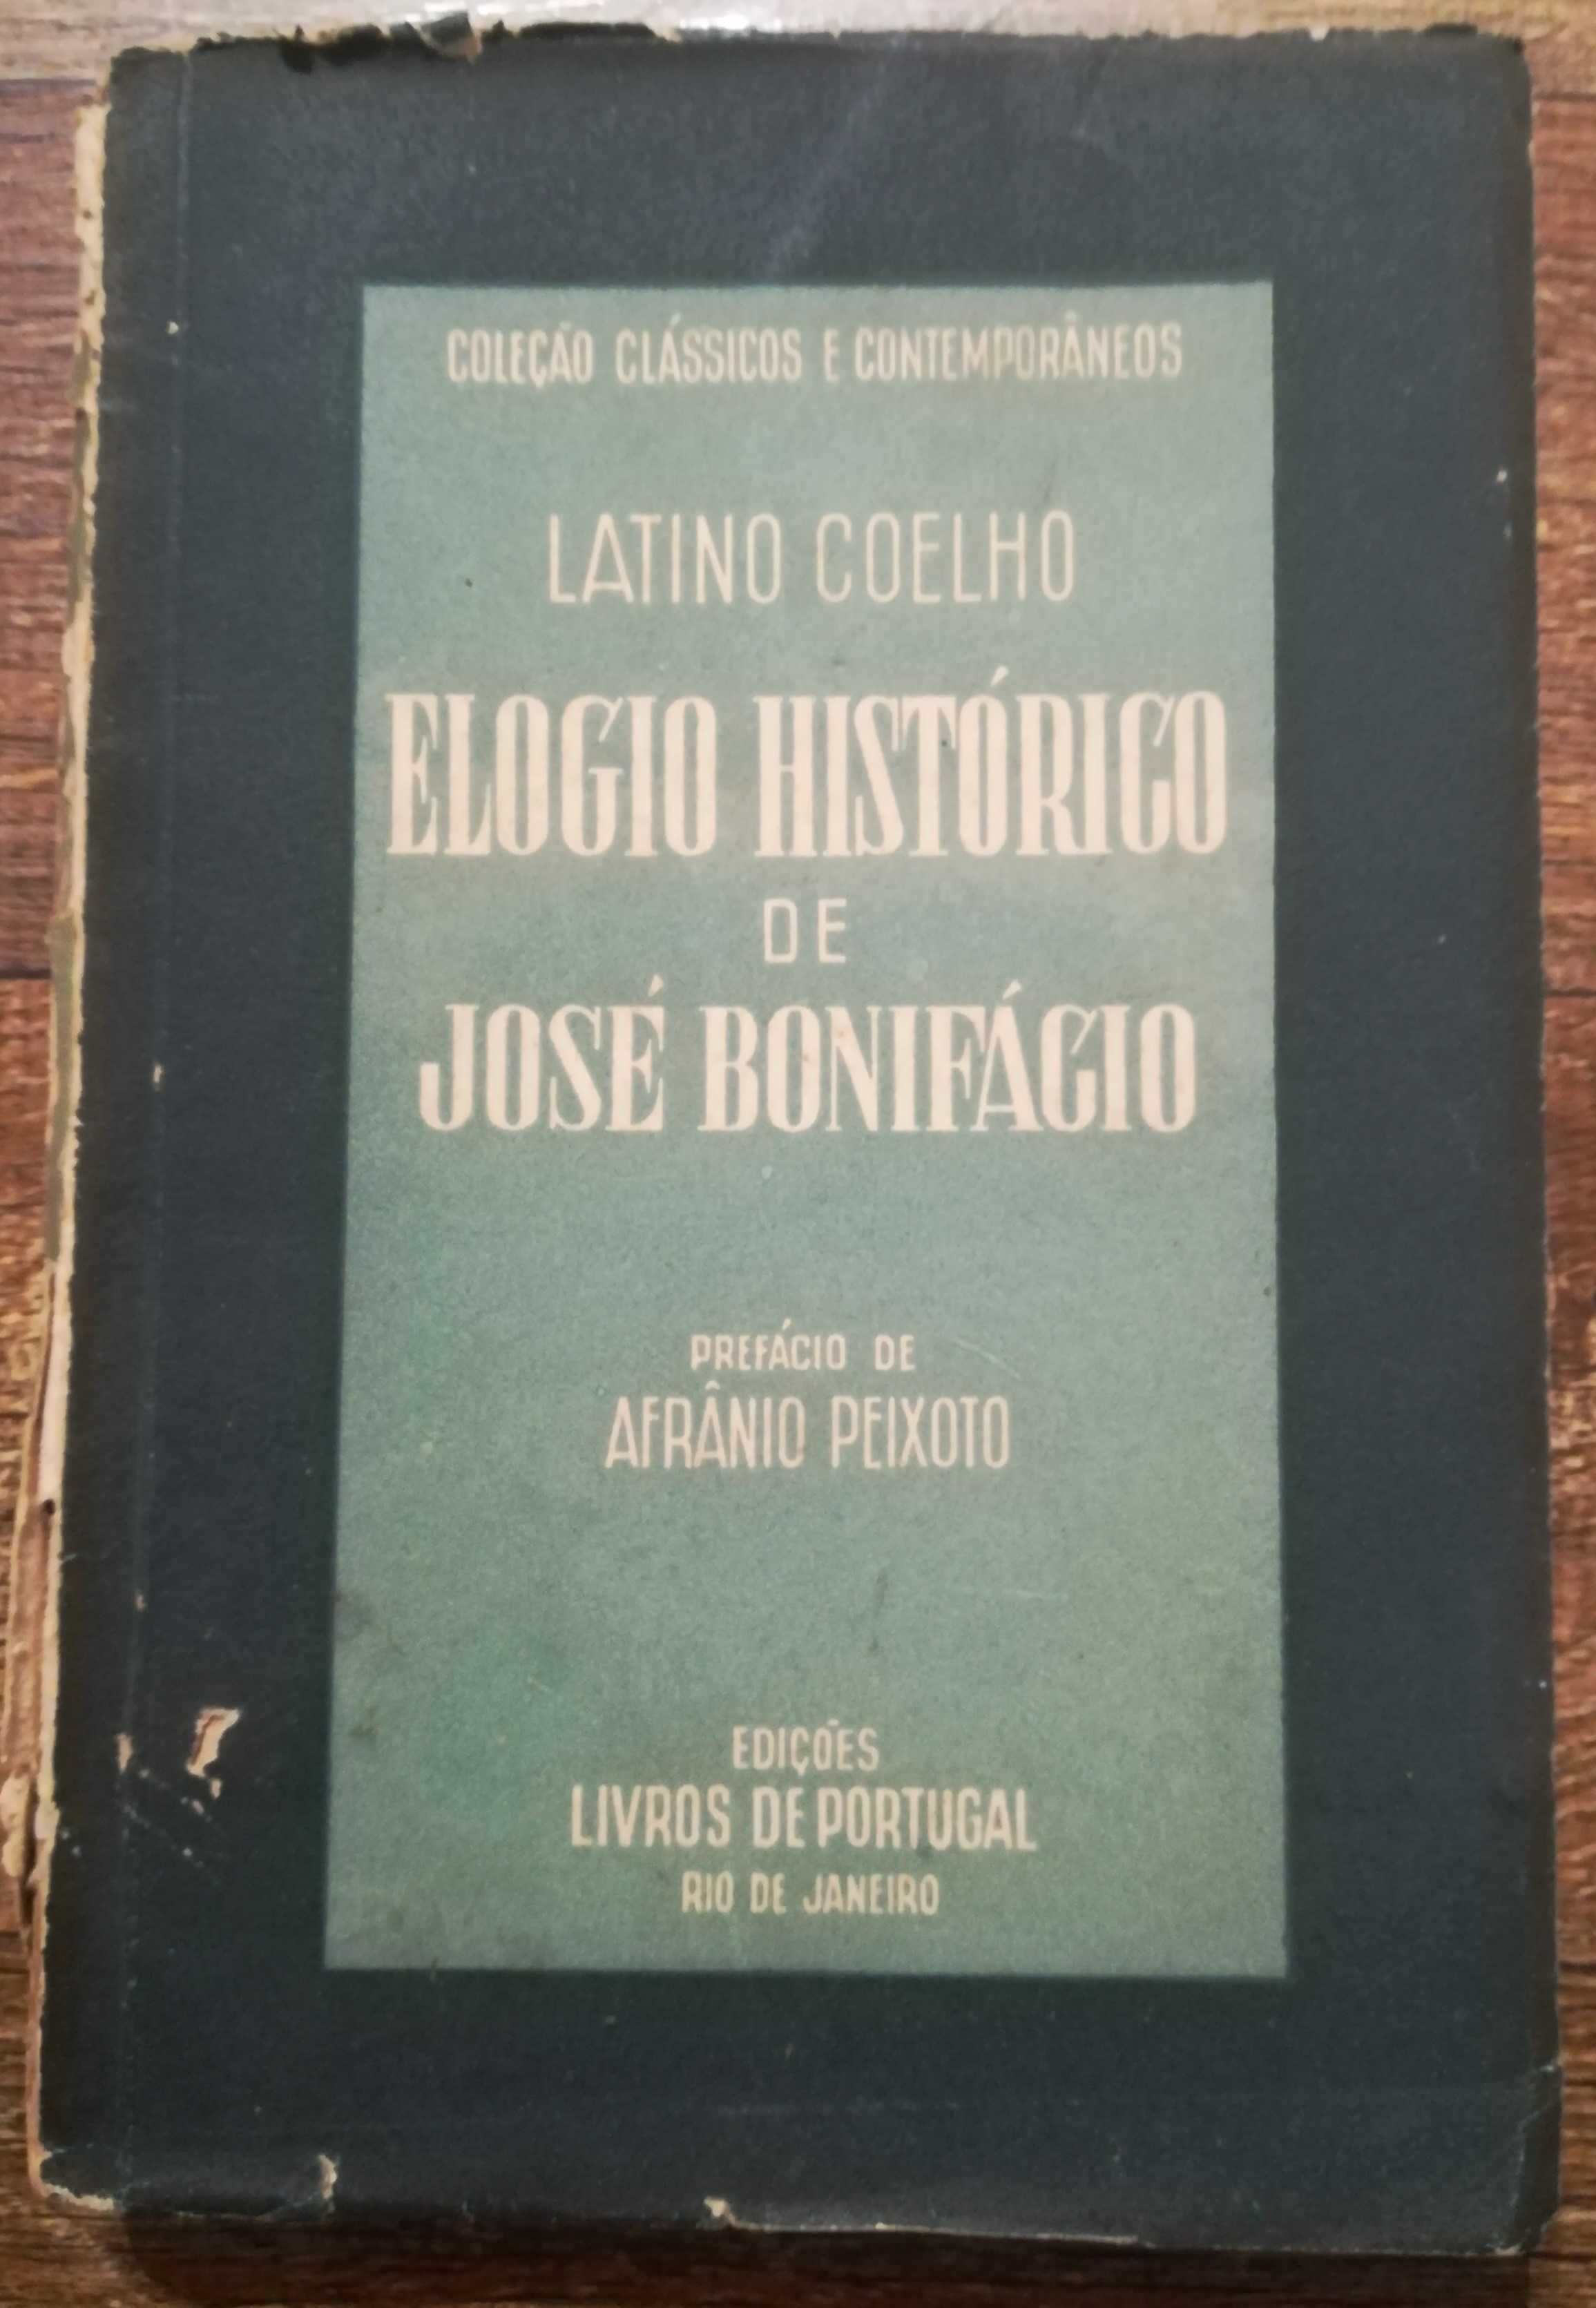 COLEÇÃO CLÁSSICOS E CONTEMPORÂNEOS
LATINO COELHO
ELOGIO HISTÓRICO
DE
JOSÉ BONIFÁCIO
PREFÁCIO DE
AFRÂNIO PEIXOTO
EDIÇÕES
LIVROS DE PORTUGAL
RIO DE JANEIRO